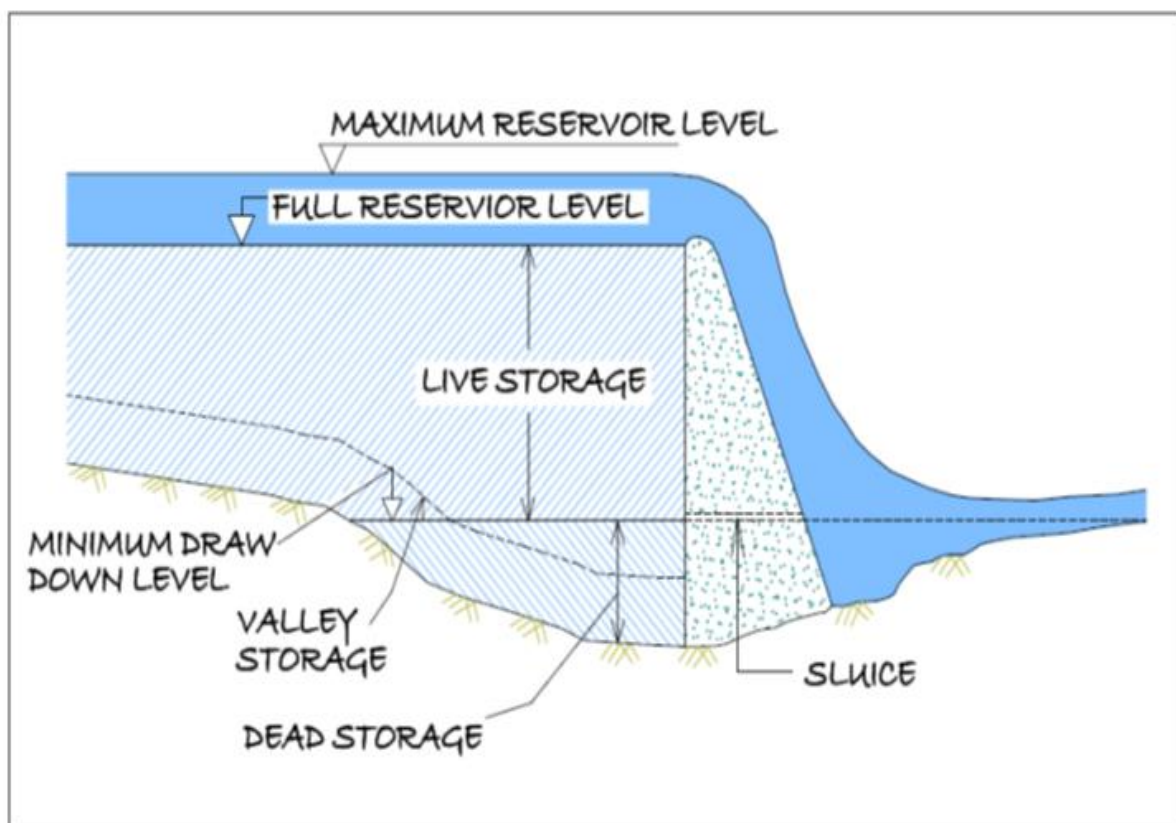 MAXIMUM RESERVOIR LEVEL
FULL RESERVIOR LEVEL
LIVE STORAGE
MINIMUM DRAW
DOWN LEVEL
VALLEY
STORAGE
SLUICE
DEAD STORAGE